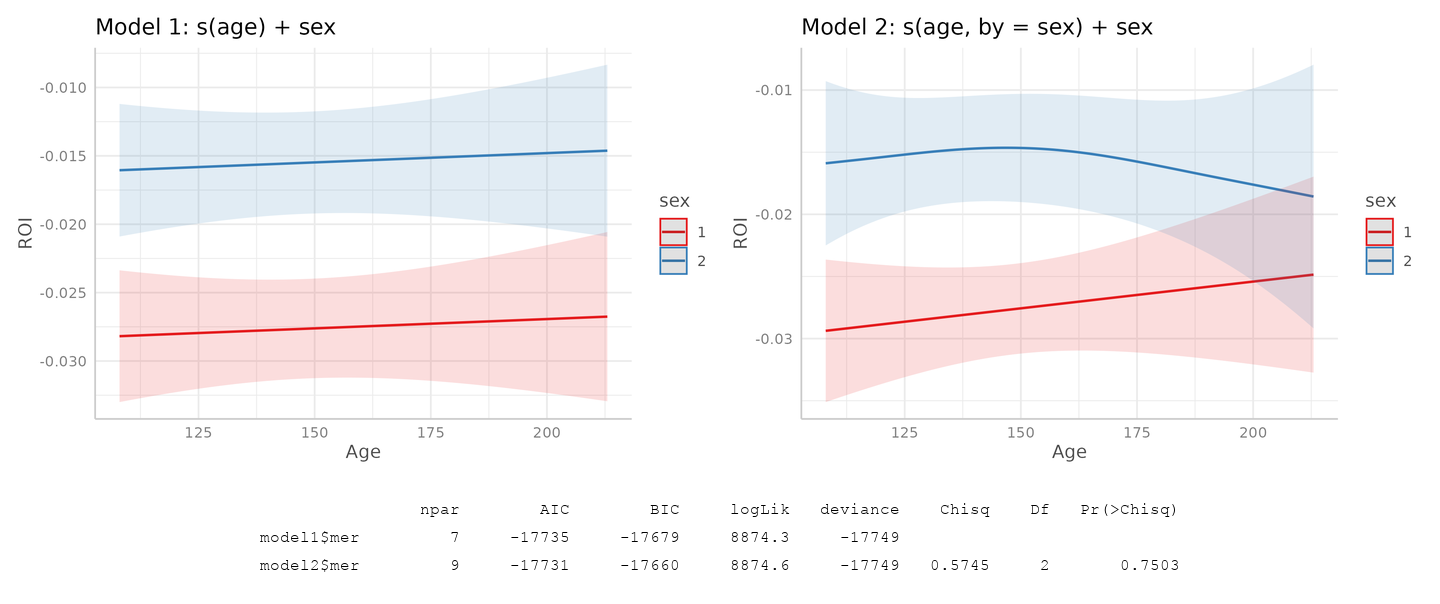 Model 1: s(age) + sex
-0.010
-0.015
-0.020
-0.025
-0.030
ROI
125 150 175 200
Age
sex
1
2
Model 2: s(age, by = sex) + sex
-0.01
-0.02
-0.03
ROI
125 150 175 200
Age
sex
1
2
npar AIC BIC logLik deviance Chisq Df Pr(>Chisq)
model1$mer 7 -17735 -17679 8874.3 -17749
model2$mer 9 -17731 -17660 8874.6 -17749 0.5745 2 0.7503